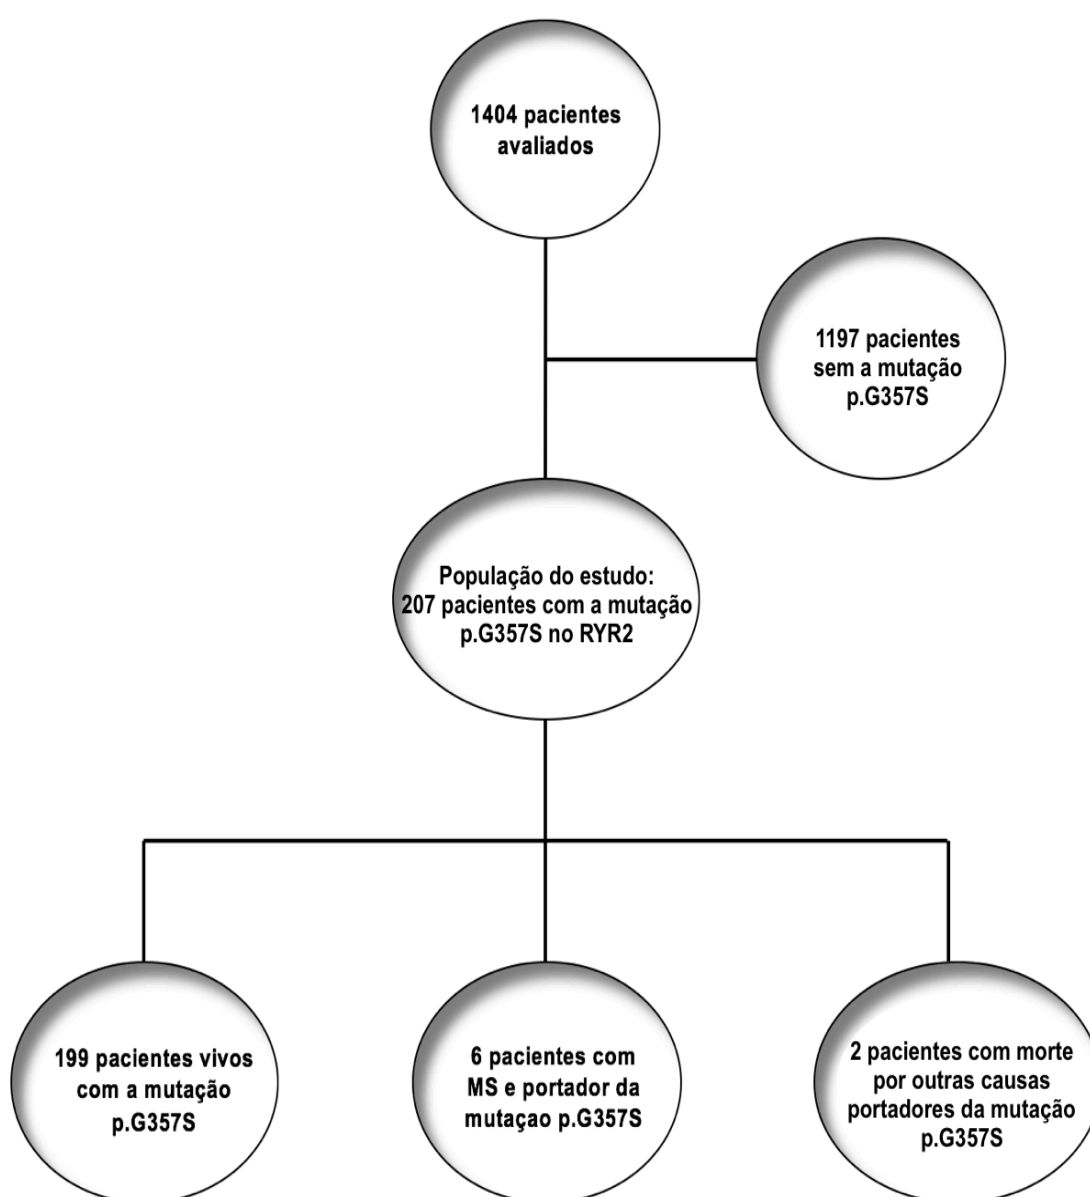 1404 pacientes
avaliados
1197 pacientes
sem a mutação
p.G357S
População do estudo:
207 pacientes com a mutação
p.G357S no RYR2
199 pacientes vivos
com a mutação
p.G357S
6 pacientes com
MS e portador da
mutaçao p.G357S
2 pacientes com morte
por outras causas
portadores da mutação
p.G357S